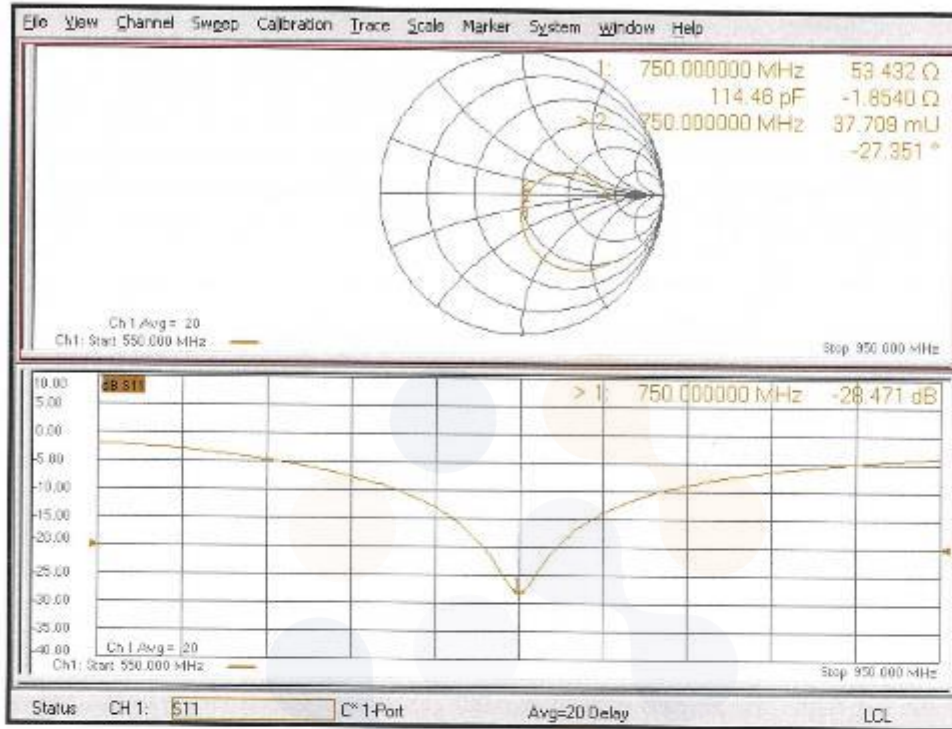 File View Channel Sweep Calibration Trace Scale Marker System Window Help
1: 750.000000 MHz 53.432 Ω
114.46 pF -1.8540 Ω
> 2: 750.000000 MHz 37.709 mU
-27.351 °
Ch 1 Avg = 20
Ch1: Start 550.000 MHz
Stop 950.000 MHz
10.00
dB S11
> 1: 750.000000 MHz -28.471 dB
5.00
0.00
-5.00
-10.00
-15.00
-20.00
-25.00
-30.00
-35.00
-40.00
Ch 1 Avg = 20
Ch1: Start 550.000 MHz
Stop 950.000 MHz
Status CH 1: S11 C* 1-Port Avg=20 Delay LCL